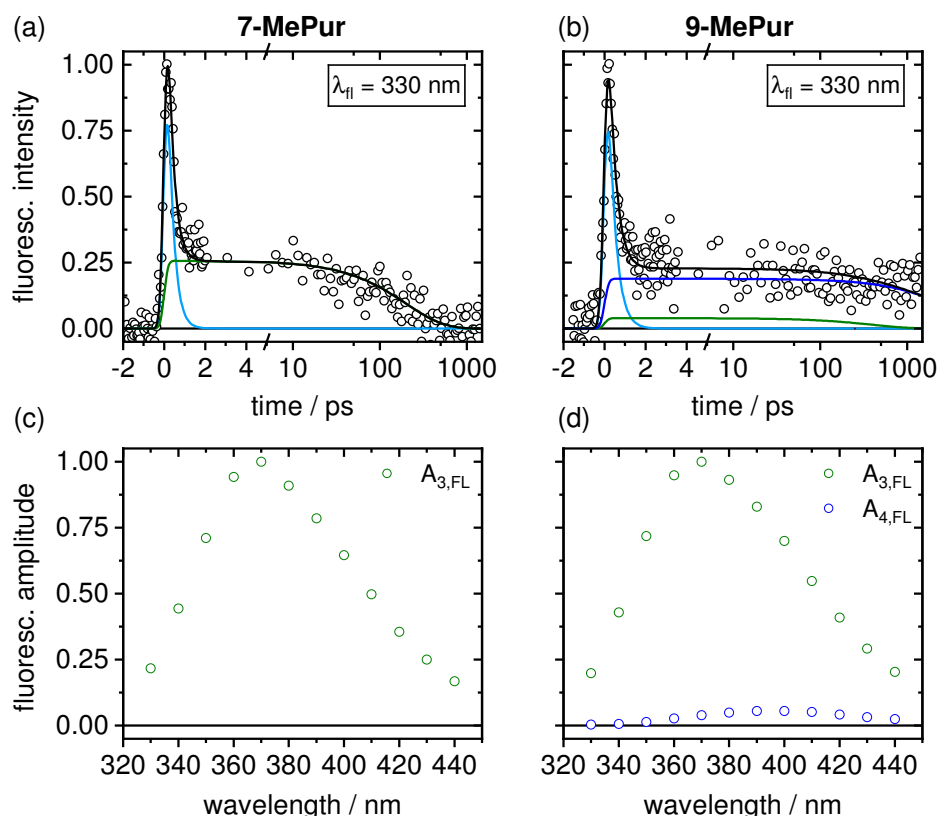 (a) 7-MePur
(b) 9-MePur
fluoresc. intensity
1.00
0.75
0.50
0.25
0.00
λfl = 330 nm
λfl = 330 nm
-2 0 2 4 10 100 1000
-2 0 2 4 10 100 1000
time / ps
time / ps
(c)
(d)
fluoresc. amplitude
1.00
0.75
0.50
0.25
0.00
A3,FL
A3,FL
A4,FL
320 340 360 380 400 420 440
320 340 360 380 400 420 440
wavelength / nm
wavelength / nm